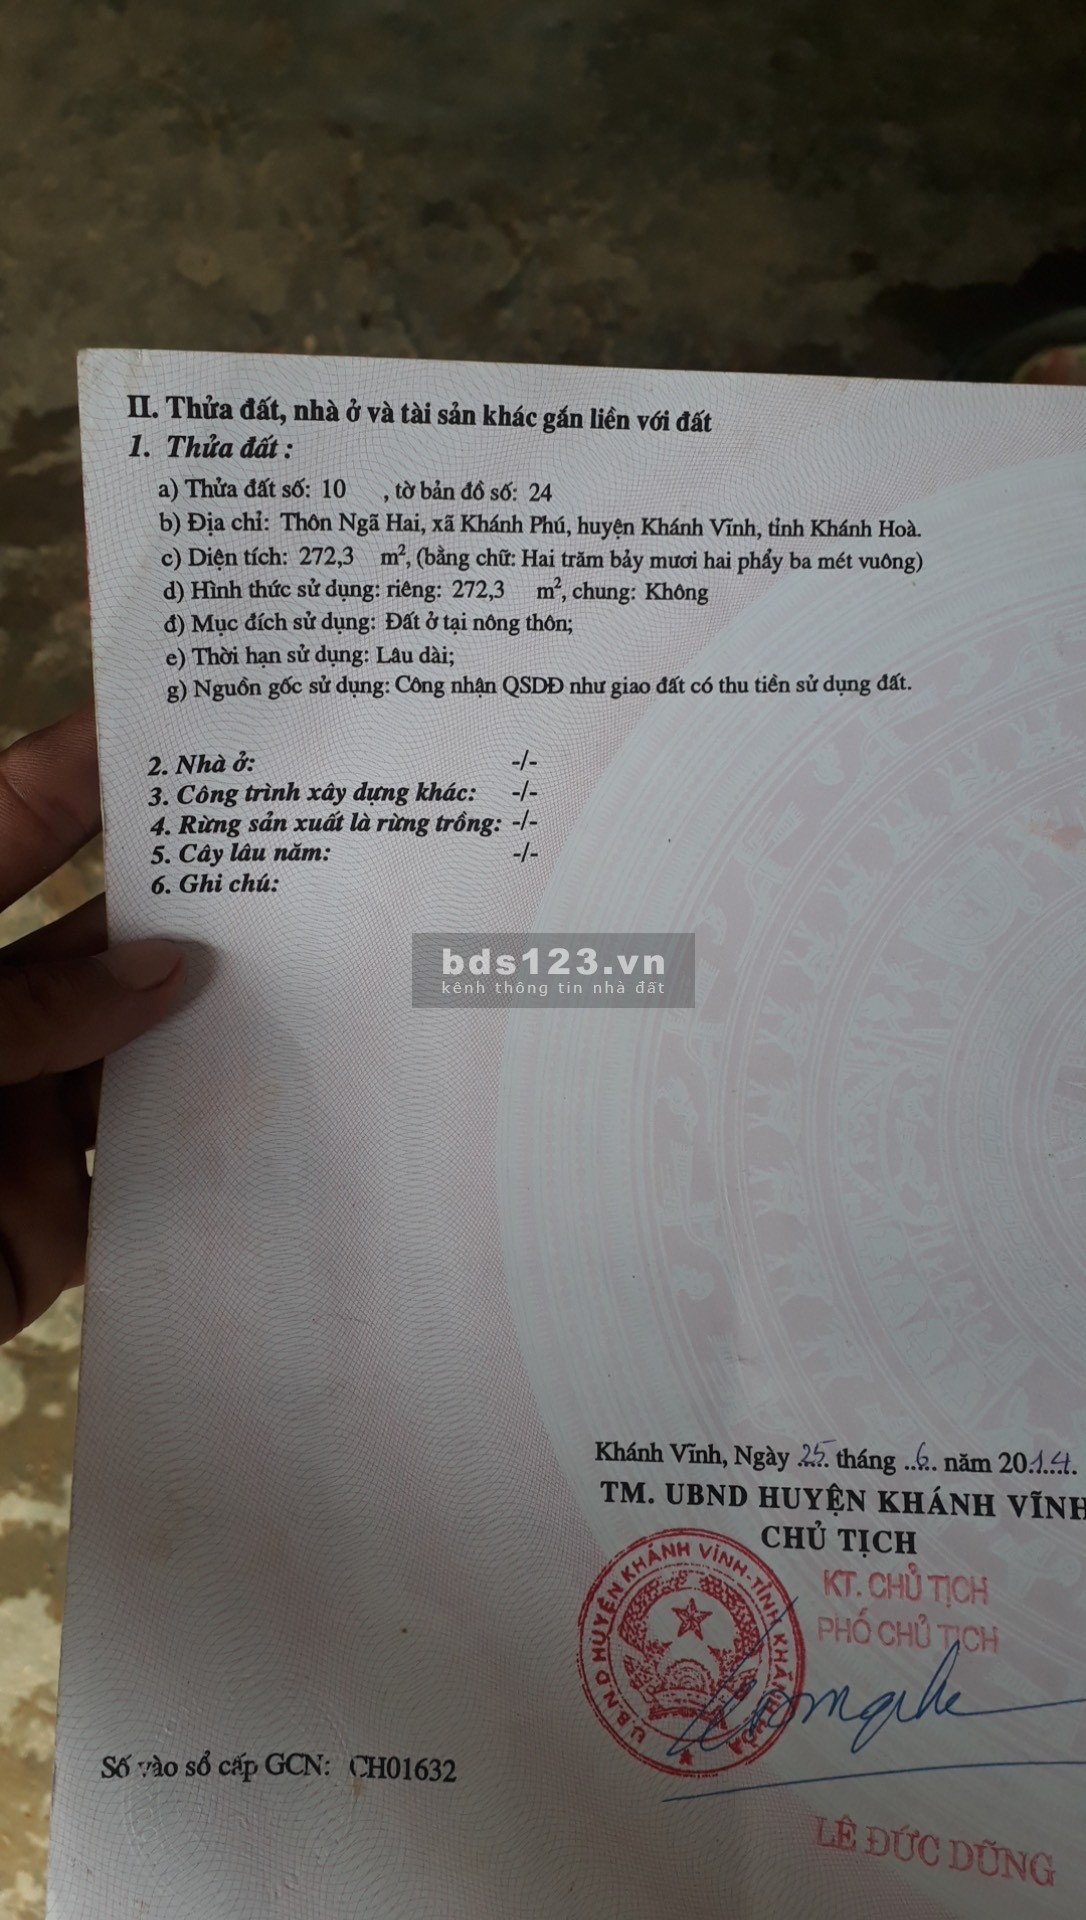 II. Thửa đất, nhà ở và tài sản khác gắn liền với đất
1. Thửa đất :
a) Thửa đất số: 10 , tờ bản đồ số: 24
b) Địa chỉ: Thôn Ngã Hai, xã Khánh Phú, huyện Khánh Vĩnh, tỉnh Khánh Hoà.
c) Diện tích: 272,3 m², (bằng chữ: Hai trăm bảy mươi hai phẩy ba mét vuông)
d) Hình thức sử dụng: riêng: 272,3 m², chung: Không
đ) Mục đích sử dụng: Đất ở tại nông thôn;
e) Thời hạn sử dụng: Lâu dài;
g) Nguồn gốc sử dụng: Công nhận QSDĐ như giao đất có thu tiền sử dụng đất.
2. Nhà ở: -/-
3. Công trình xây dựng khác: -/-
4. Rừng sản xuất là rừng trồng: -/-
5. Cây lâu năm: -/-
6. Ghi chú:
bds123.vn
kênh thông tin nhà đất
Khánh Vĩnh, Ngày 25 tháng 6 năm 2014.
TM. UBND HUYỆN KHÁNH VĨNH
CHỦ TỊCH
KT. CHỦ TỊCH
PHÓ CHỦ TỊCH
U.B.N.D HUYỆN KHÁNH VĨNH-TỈNH KHÁNH HÒA
Số vào sổ cấp GCN: CH01632
LÊ ĐỨC DŨNG